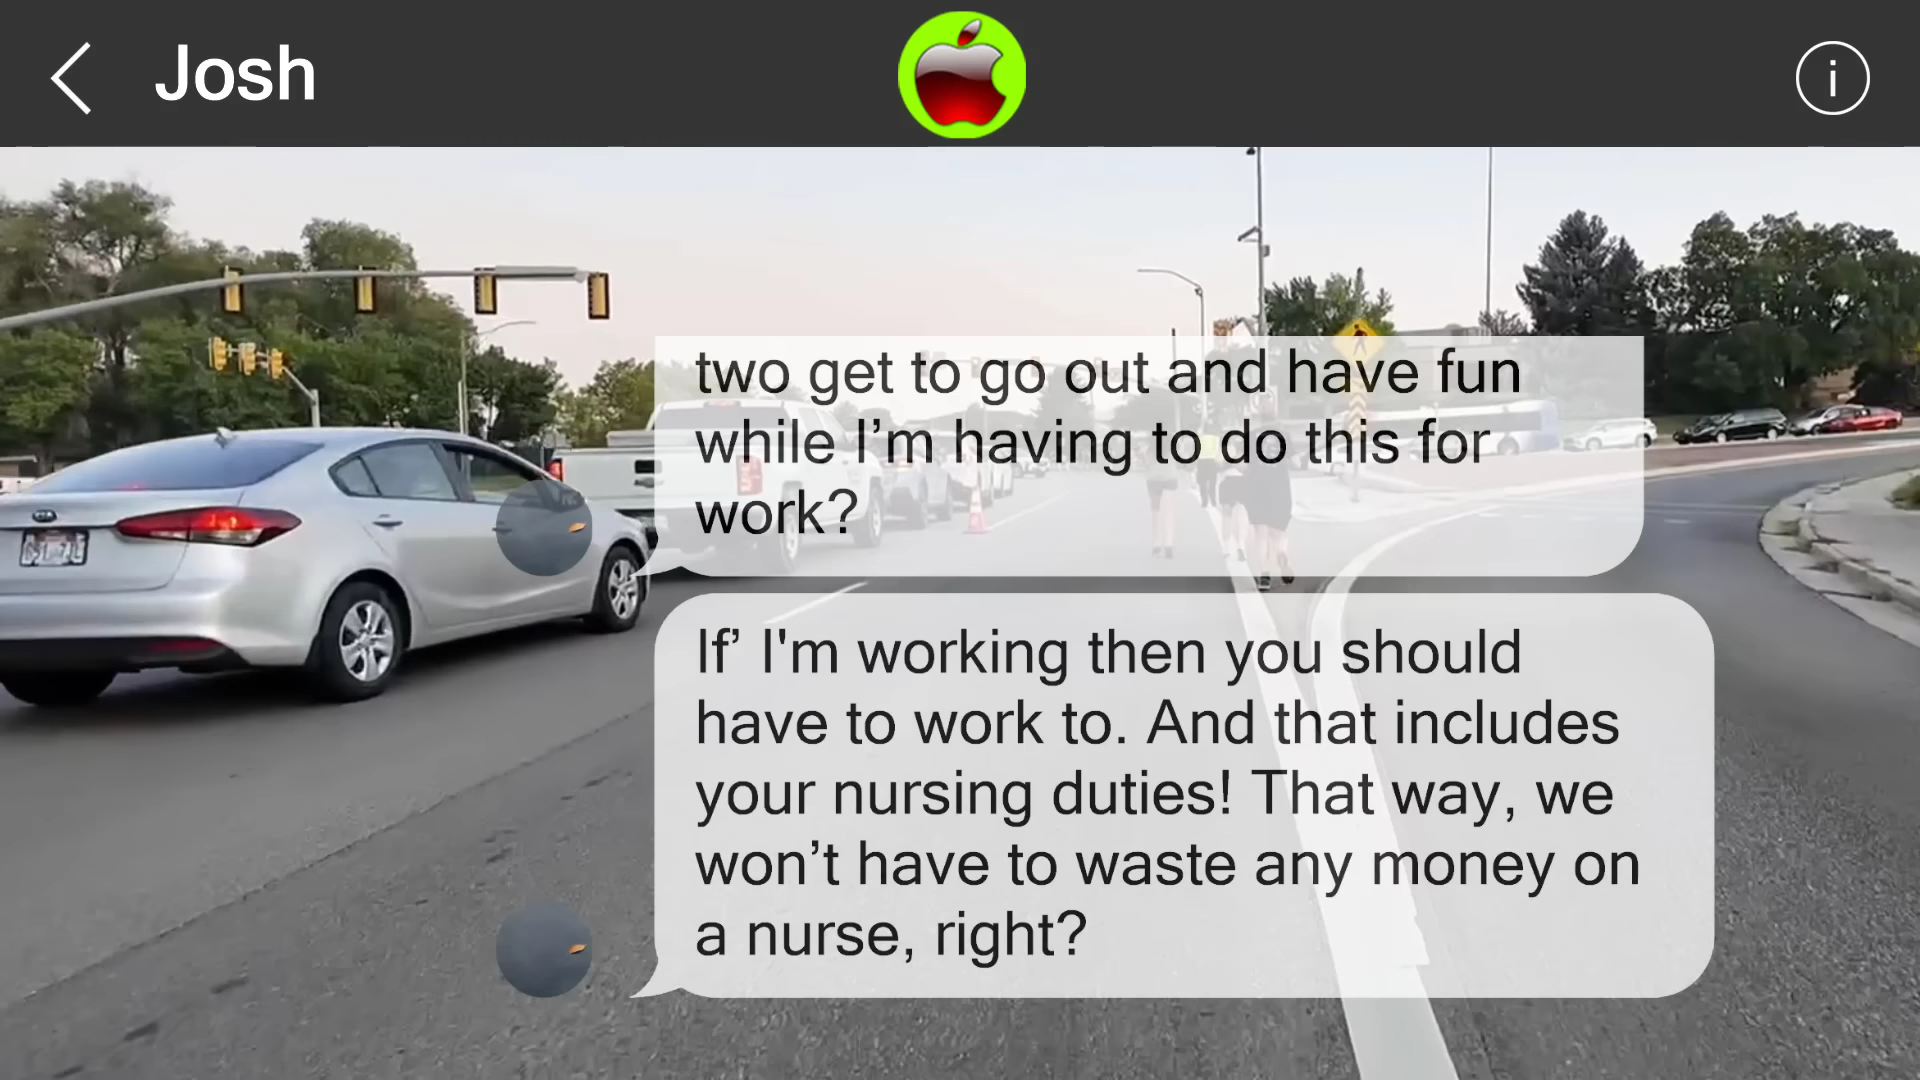 Josh
two get to go out and have fun
while I’m having to do this for
work?
If’ I'm working then you should
have to work to. And that includes
your nursing duties! That way, we
won’t have to waste any money on
a nurse, right?